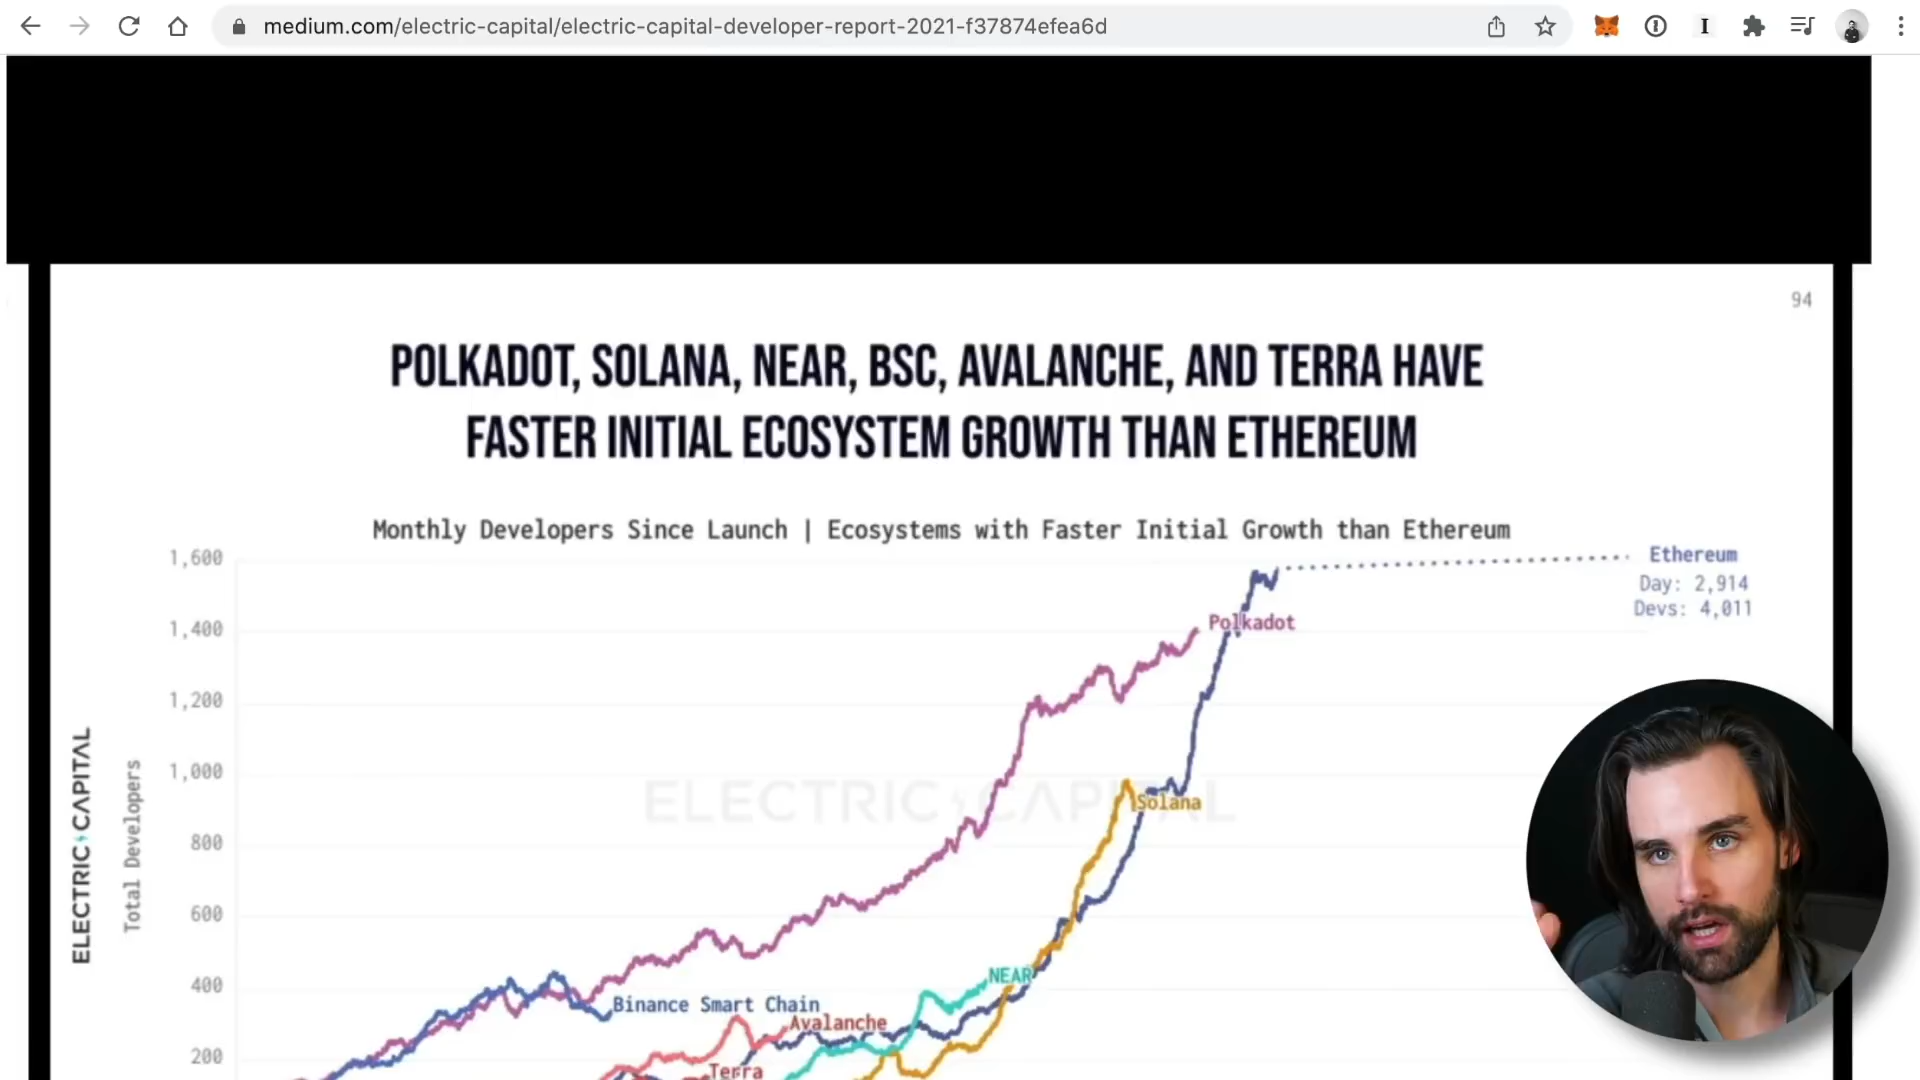 medium.com/electric-capital/electric-capital-developer-report-2021-f37874efea6d
94
POLKADOT, SOLANA, NEAR, BSC, AVALANCHE, AND TERRA HAVE
FASTER INITIAL ECOSYSTEM GROWTH THAN ETHEREUM
Monthly Developers Since Launch | Ecosystems with Faster Initial Growth than Ethereum
1,600
1,400
1,200
1,000
800
600
400
200
Total Developers
ELECTRIC CAPITAL
ELECTRIC CAPITAL
Ethereum
Day: 2,914
Devs: 4,011
Polkadot
Solana
NEAR
Binance Smart Chain
Avalanche
Terra